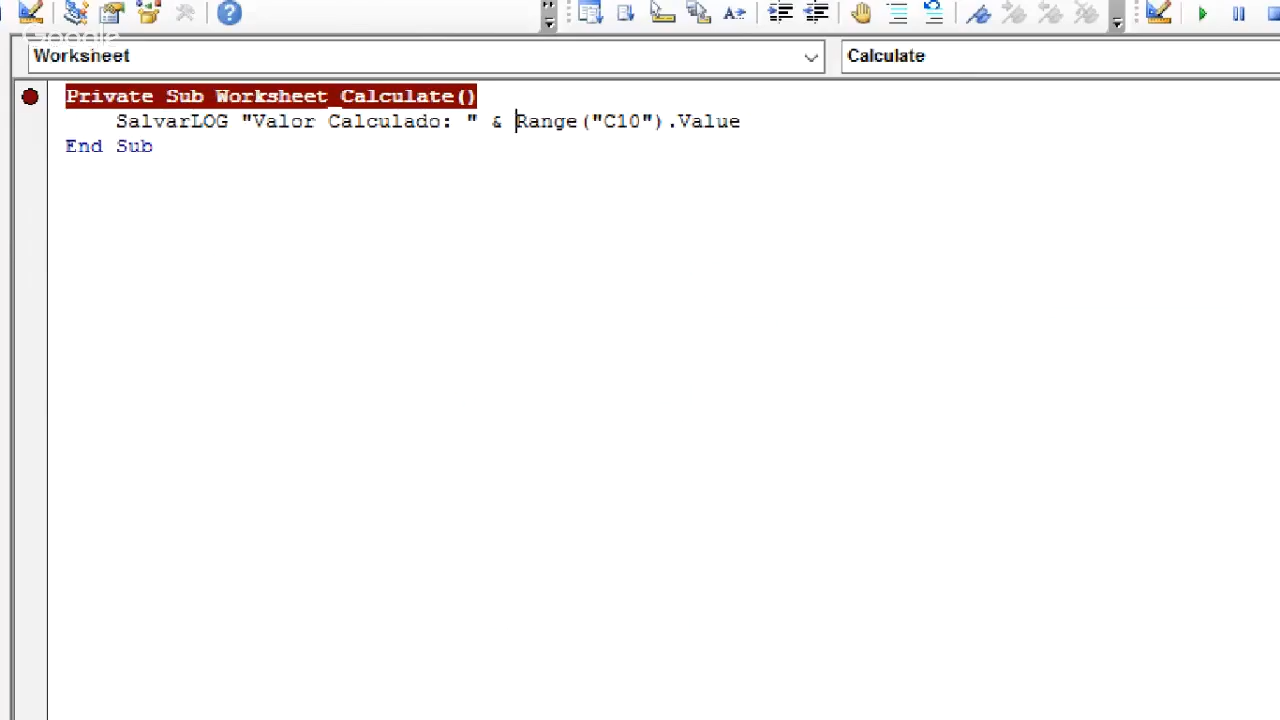 Worksheet Calculate
Private Sub Worksheet_Calculate()
SalvarLOG "Valor Calculado: " & Range("C10").Value
End Sub